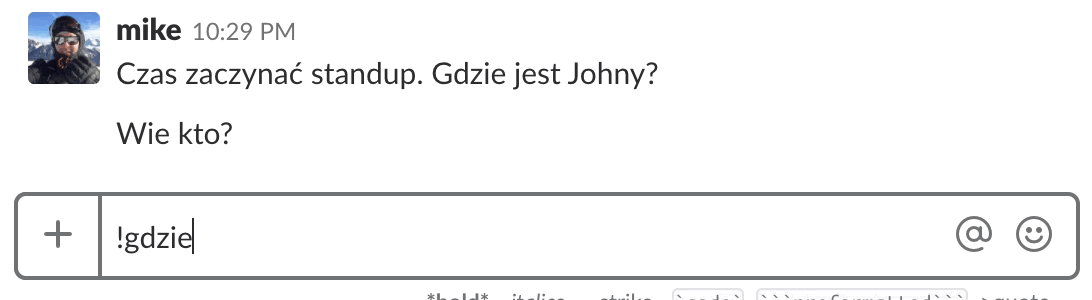 mike 10:29 PM
Czas zaczynać standup. Gdzie jest Johny?
Wie kto?
!gdzie
*bold* _italics_ ~strike~ `code` ```preformatted``` >quote